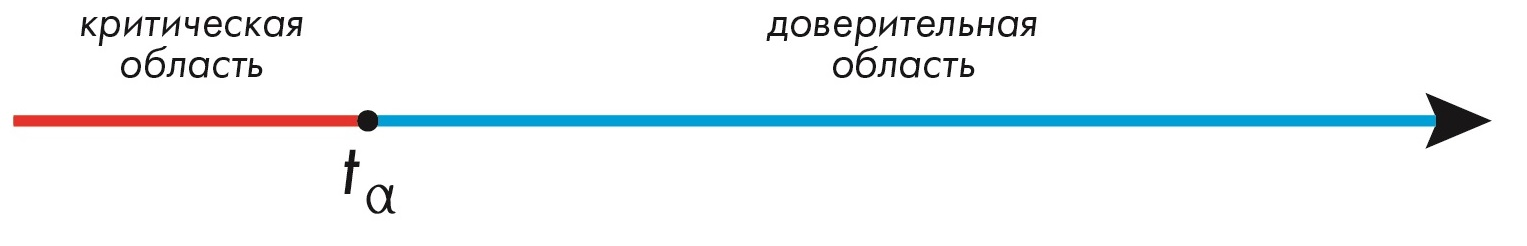 критическая
область
доверительная
область
tα